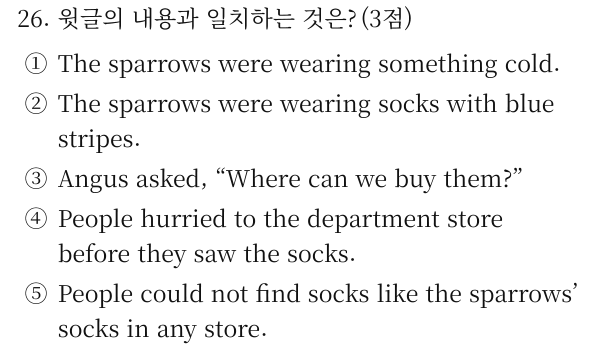 26. 윗글의 내용과 일치하는 것은? (3점)
① The sparrows were wearing something cold.
② The sparrows were wearing socks with blue
stripes.
③ Angus asked, “Where can we buy them?”
④ People hurried to the department store
before they saw the socks.
⑤ People could not find socks like the sparrows’
socks in any store.